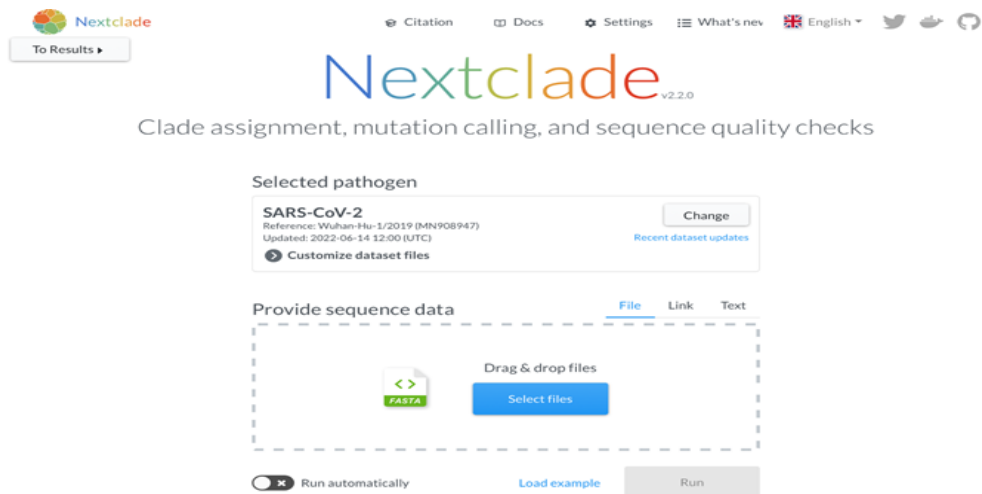 Nextclade
Citation
Docs
Settings
What's new
English
To Results
Nextclade v2.2.0
Clade assignment, mutation calling, and sequence quality checks
Selected pathogen
SARS-CoV-2
Reference: Wuhan-Hu-1/2019 (MN908947)
Updated: 2022-06-14 12:00 (UTC)
Customize dataset files
Change
Recent dataset updates
Provide sequence data
File
Link
Text
FASTA
Drag & drop files
Select files
Run automatically
Load example
Run